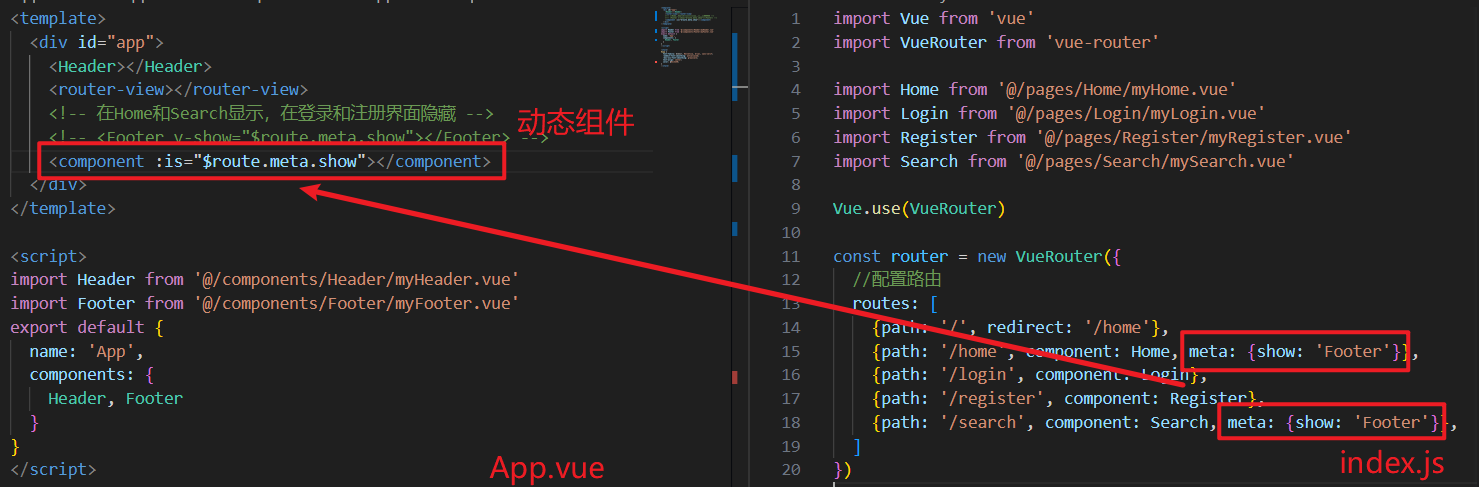 <template>
<div id="app">
<Header></Header>
<router-view></router-view>
<!-- 在Home和Search显示，在登录和注册界面隐藏 -->
<!-- <Footer v-show="$route.meta.show"></Footer> -->
动态组件
<component :is="$route.meta.show"></component>
</div>
</template>
<script>
import Header from '@/components/Header/myHeader.vue'
import Footer from '@/components/Footer/myFooter.vue'
export default {
name: 'App',
components: {
Header, Footer
}
}
</script>
App.vue
1 import Vue from 'vue'
2 import VueRouter from 'vue-router'
3
4 import Home from '@/pages/Home/myHome.vue'
5 import Login from '@/pages/Login/myLogin.vue
6 import Register from '@/pages/Register/myRegister.vue'
7 import Search from '@/pages/Search/mySearch.vue'
8
9 Vue.use(VueRouter)
10
11 const router = new VueRouter({
12 //配置路由
13 routes: [
14 {path: '/', redirect: '/home'},
15 {path: '/home', component: Home, meta: {show: 'Footer'}},
16 {path: '/login', component: Login},
17 {path: '/register', component: Register},
18 {path: '/search', component: Search, meta: {show: 'Footer'}},
19 ]
20 })
index.js